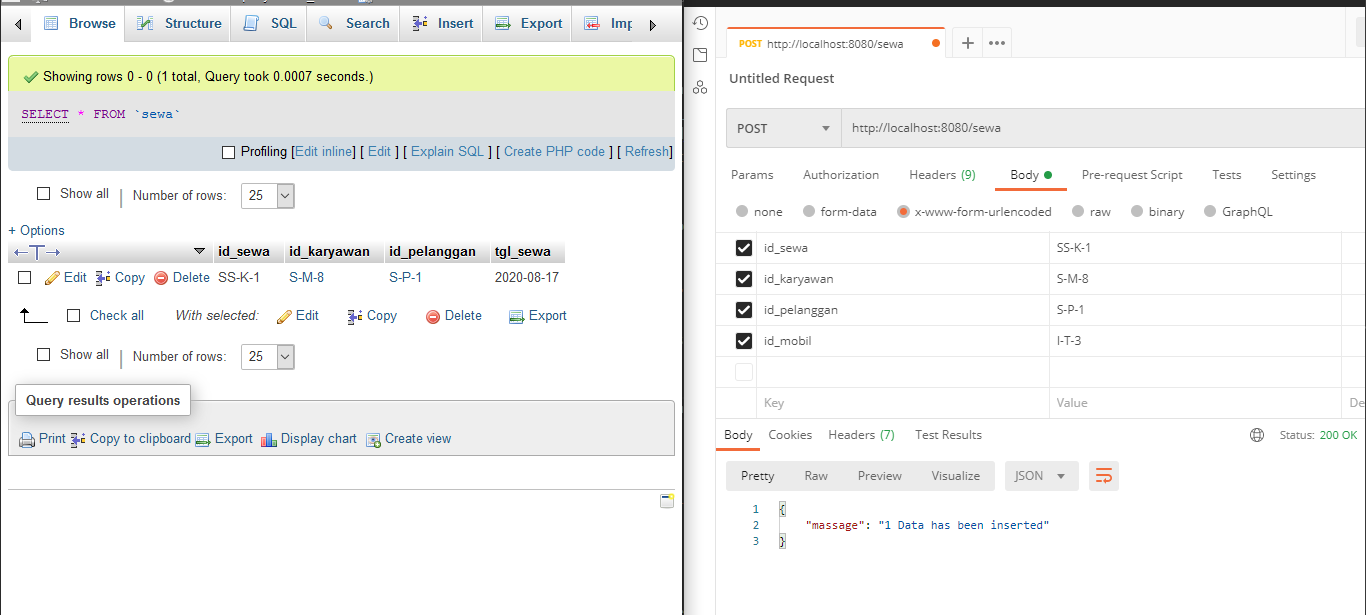 Browse Structure SQL Search Insert Export Imp
Showing rows 0 - 0 (1 total, Query took 0.0007 seconds.)
SELECT * FROM `sewa`
Profiling [Edit inline] [ Edit ] [ Explain SQL ] [ Create PHP code ] [ Refresh]
Show all Number of rows: 25
+ Options
id_sewa id_karyawan id_pelanggan tgl_sewa
Edit Copy Delete SS-K-1 S-M-8 S-P-1 2020-08-17
Check all With selected: Edit Copy Delete Export
Show all Number of rows: 25
Query results operations
Print Copy to clipboard Export Display chart Create view
POST http://localhost:8080/sewa
Untitled Request
POST http://localhost:8080/sewa
Params Authorization Headers (9) Body Pre-request Script Tests Settings
none form-data x-www-form-urlencoded raw binary GraphQL
id_sewa SS-K-1
id_karyawan S-M-8
id_pelanggan S-P-1
id_mobil I-T-3
Key Value De
Body Cookies Headers (7) Test Results Status: 200 OK
Pretty Raw Preview Visualize JSON
1 {
2 "massage": "1 Data has been inserted"
3 }